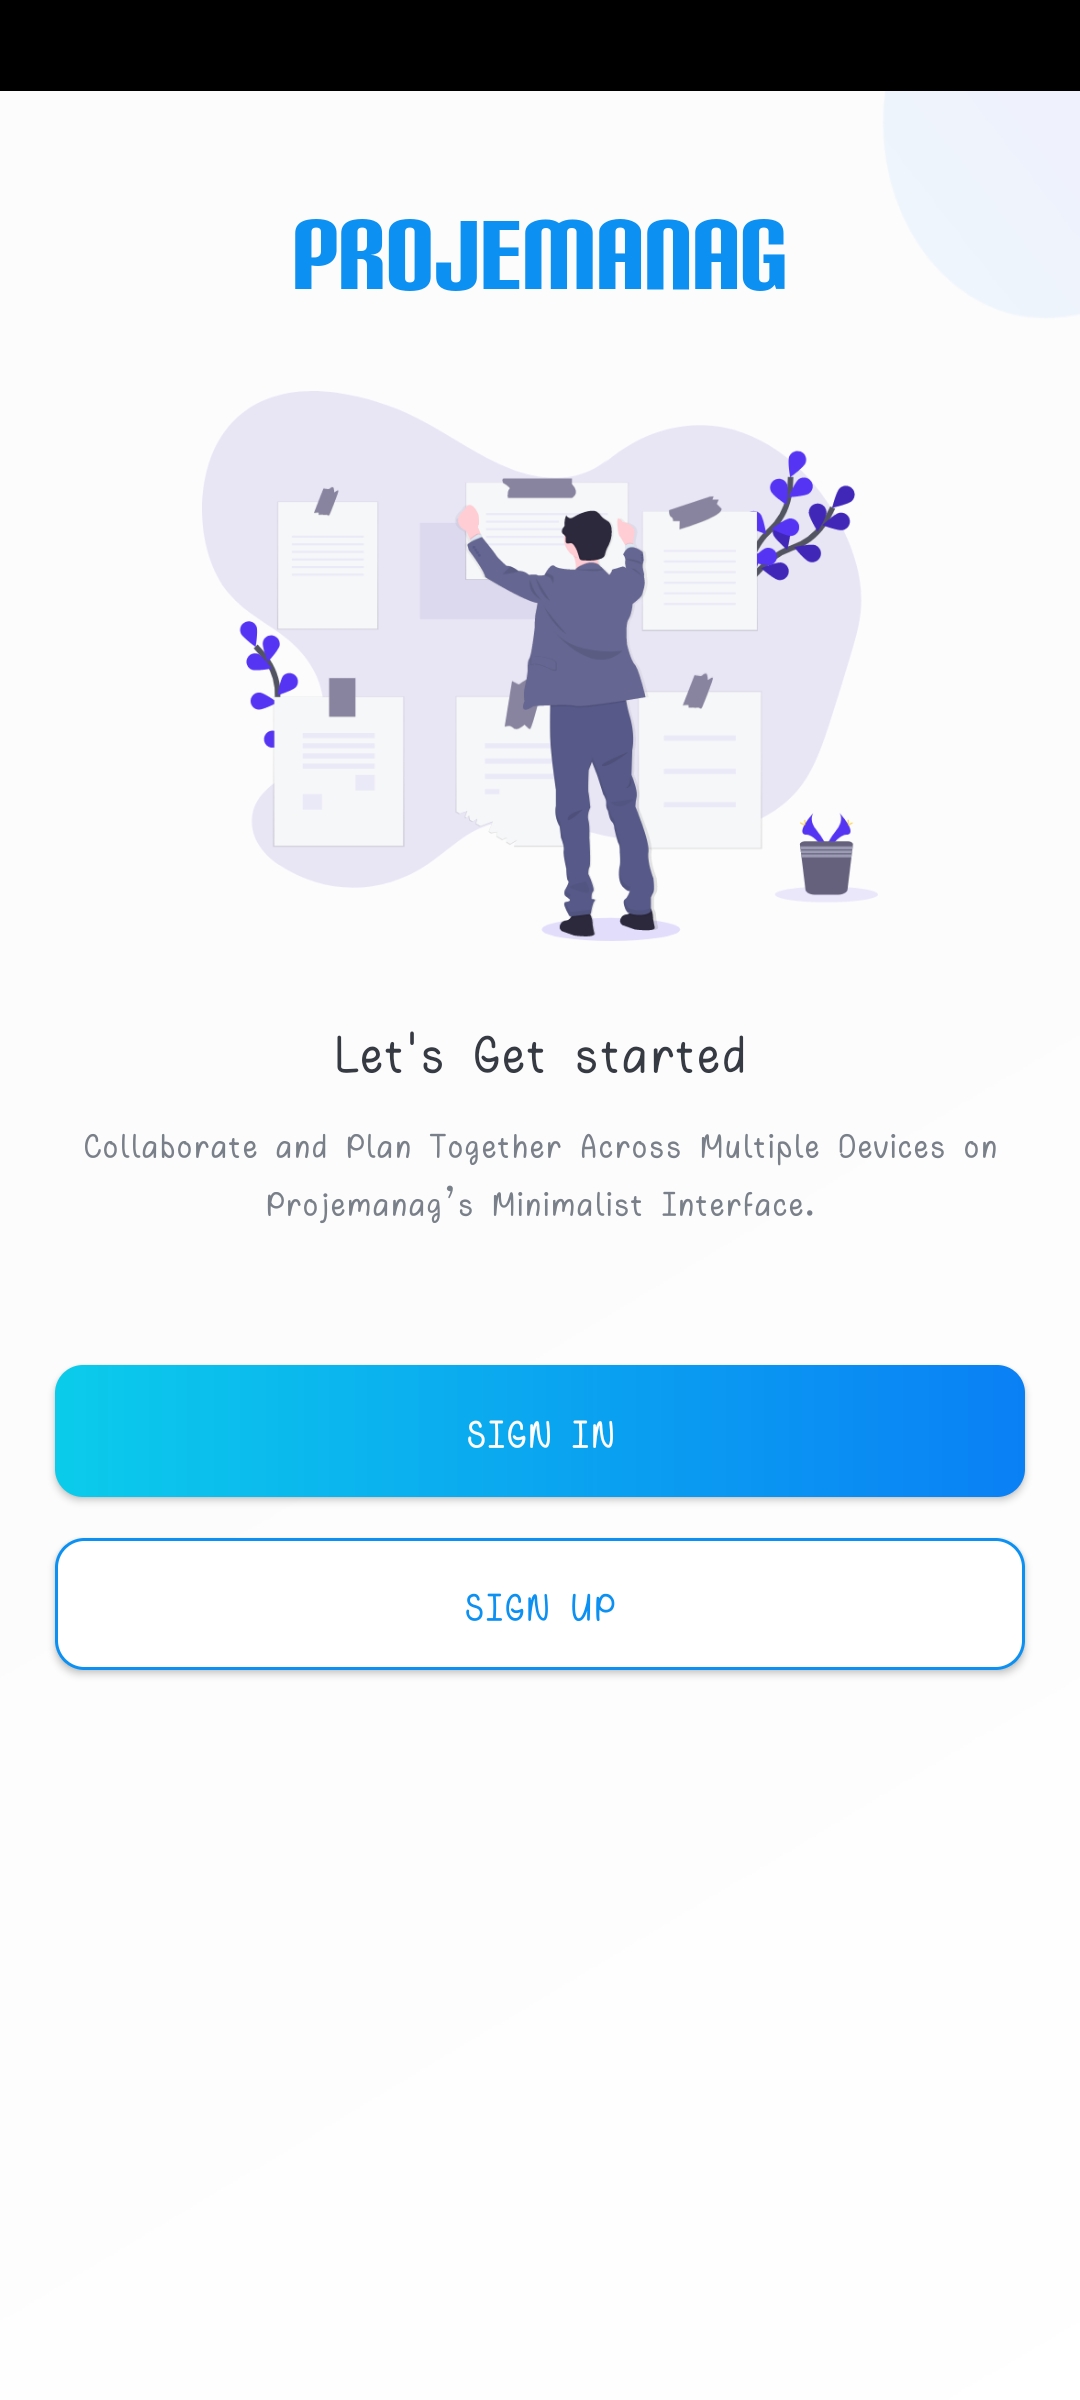 PROJEMANAG
Let's Get started
Collaborate and Plan Together Across Multiple Devices on
Projemanag’s Minimalist Interface.
SIGN IN
SIGN UP